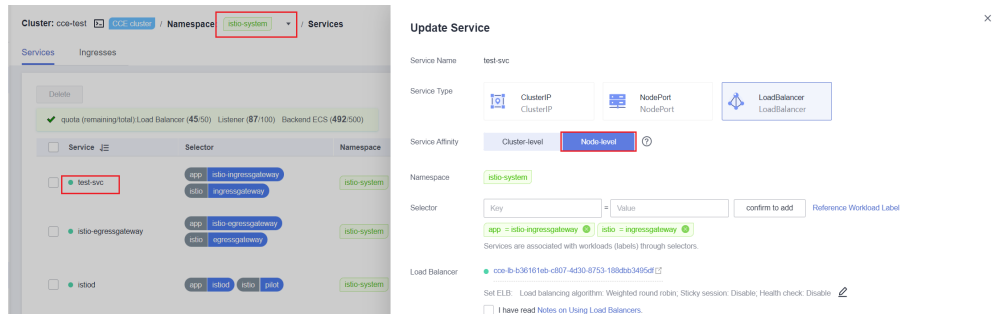 Cluster: cce-test CCE cluster / Namespace istio-system / Services
Services Ingresses
Delete
quota (remaining/total):Load Balancer (45/50) Listener (87/100) Backend ECS (492/500)
Service Selector Namespace
test-svc app istio-ingressgateway istio ingressgateway istio-system
istio-egressgateway app istio-egressgateway istio egressgateway istio-system
istiod app istiod istio pilot istio-system
Update Service
Service Name test-svc
Service Type ClusterIP ClusterIP NodePort NodePort LoadBalancer LoadBalancer
Service Affinity Cluster-level Node-level
Namespace istio-system
Selector Key = Value confirm to add Reference Workload Label
app = istio-ingressgateway istio = ingressgateway
Services are associated with workloads (labels) through selectors.
Load Balancer cce-lb-b36161eb-c807-4d30-8753-188dbb3495df
Set ELB: Load balancing algorithm: Weighted round robin; Sticky session: Disable; Health check: Disable
I have read Notes on Using Load Balancers.